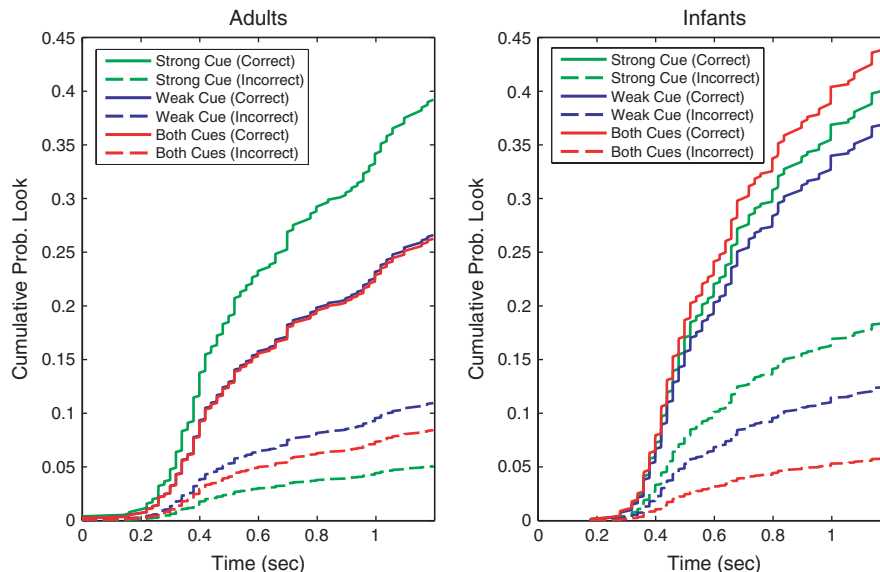 Adults
Cumulative Prob. Look
0.45
0.4
0.35
0.3
0.25
0.2
0.15
0.1
0.05
0
Strong Cue (Correct)
Strong Cue (Incorrect)
Weak Cue (Correct)
Weak Cue (Incorrect)
Both Cues (Correct)
Both Cues (Incorrect)
0 0.2 0.4 0.6 0.8 1
Time (sec)
Infants
Cumulative Prob. Look
0.45
0.4
0.35
0.3
0.25
0.2
0.15
0.1
0.05
0
Strong Cue (Correct)
Strong Cue (Incorrect)
Weak Cue (Correct)
Weak Cue (Incorrect)
Both Cues (Correct)
Both Cues (Incorrect)
0 0.2 0.4 0.6 0.8 1
Time (sec)